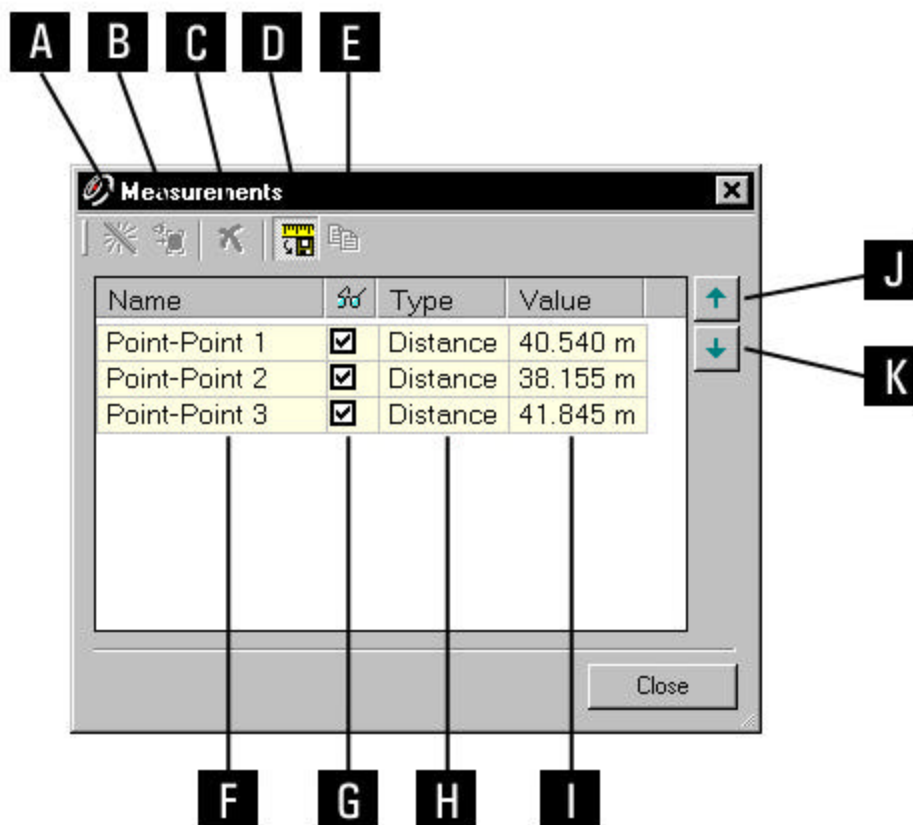 A B C D E
Measurements
Name Type Value
Point-Point 1 Distance 40.540 m
Point-Point 2 Distance 38.155 m
Point-Point 3 Distance 41.845 m
J
K
Close
F G H I